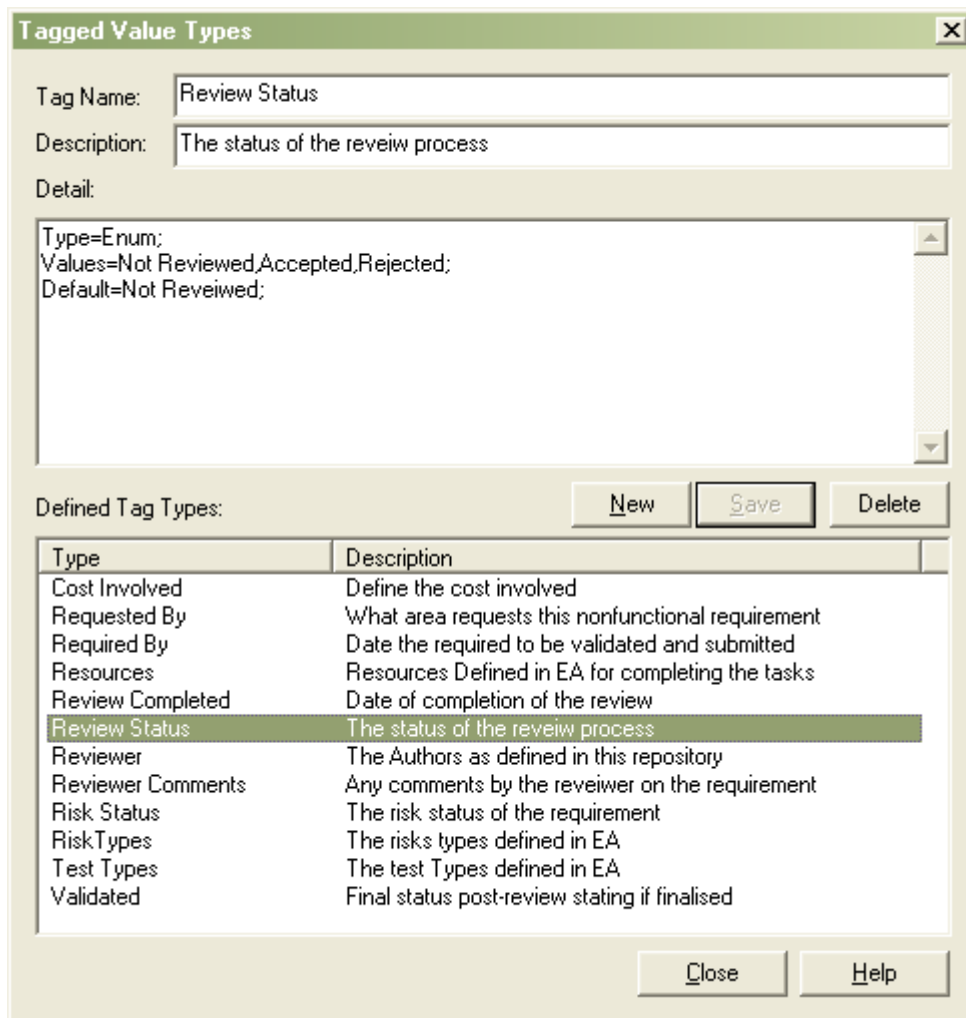 Tagged Value Types
Tag Name: Review Status
Description: The status of the reveiw process
Detail:
Type=Enum;
Values=Not Reviewed,Accepted,Rejected;
Default=Not Reveiwed;
Defined Tag Types: New Save Delete
Type Description
Cost Involved Define the cost involved
Requested By What area requests this nonfunctional requirement
Required By Date the required to be validated and submitted
Resources Resources Defined in EA for completing the tasks
Review Completed Date of completion of the review
Review Status The status of the reveiw process
Reviewer The Authors as defined in this repository
Reviewer Comments Any comments by the reveiwer on the requirement
Risk Status The risk status of the requirement
RiskTypes The risks types defined in EA
Test Types The test Types defined in EA
Validated Final status post-review stating if finalised
Close Help